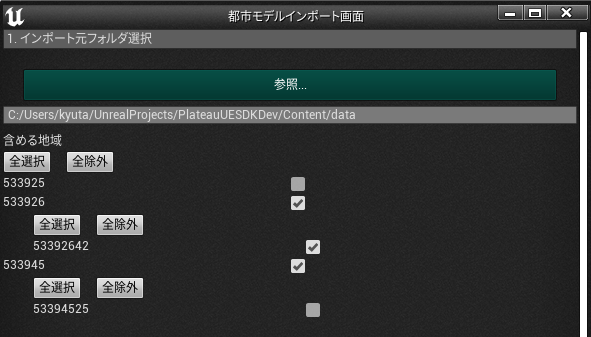 都市モデルインポート画面
1. インポート元フォルダ選択
参照...
C:/Users/kyuta/UnrealProjects/PlateauUESDKDev/Content/data
含める地域
全選択 全除外
533925
533926
全選択 全除外
53392642
533945
全選択 全除外
53394525